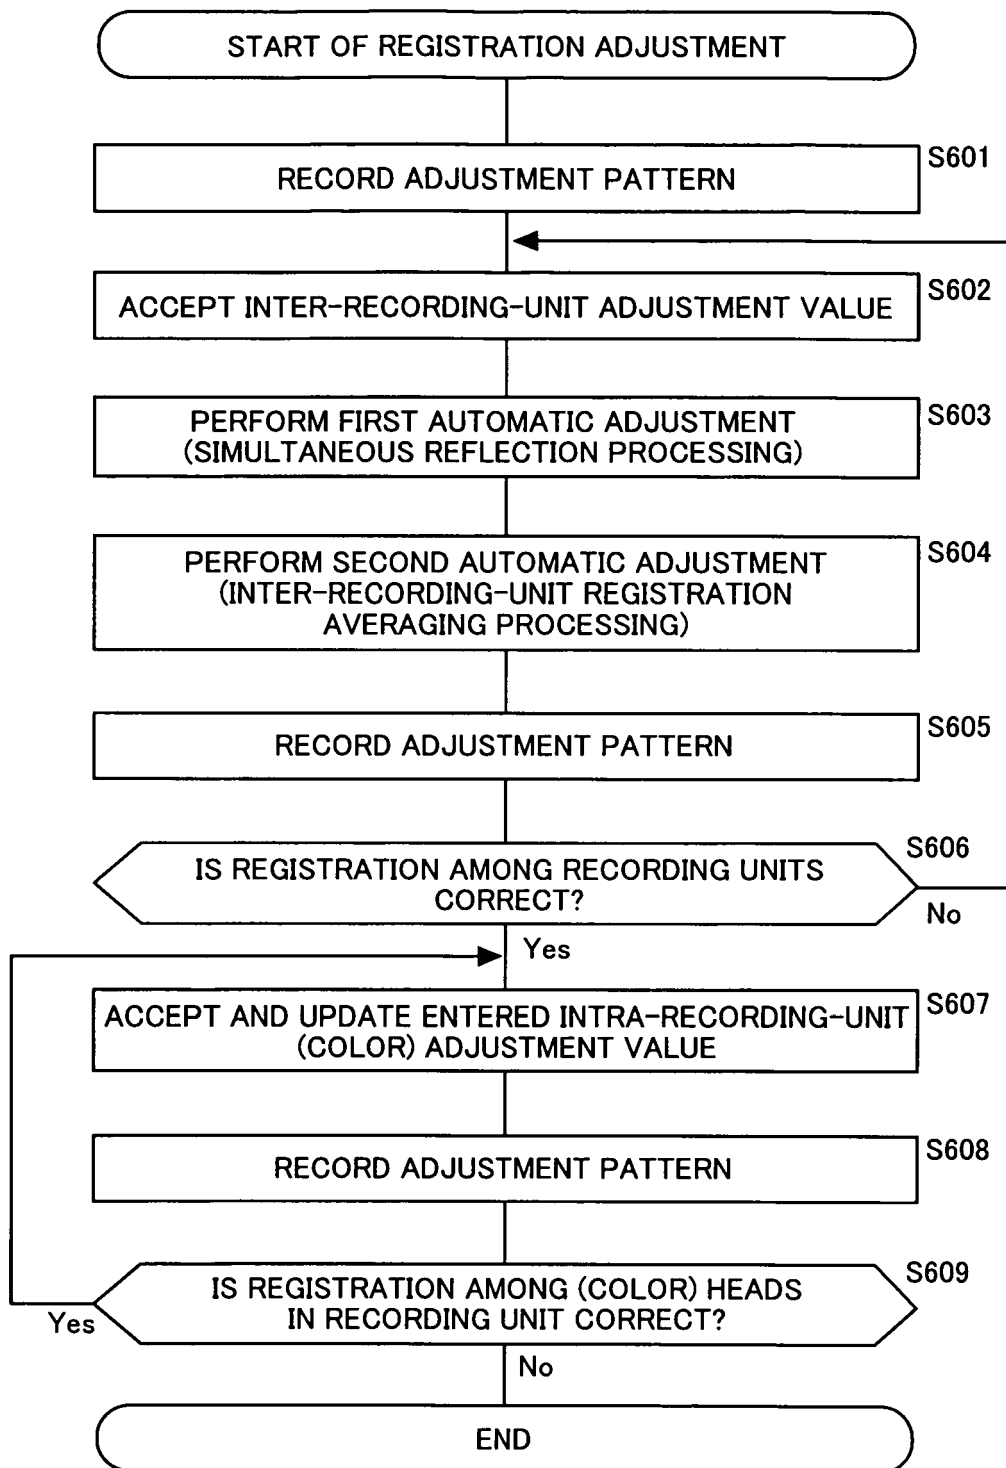 START OF REGISTRATION ADJUSTMENT
S601
RECORD ADJUSTMENT PATTERN
S602
ACCEPT INTER-RECORDING-UNIT ADJUSTMENT VALUE
S603
PERFORM FIRST AUTOMATIC ADJUSTMENT
(SIMULTANEOUS REFLECTION PROCESSING)
S604
PERFORM SECOND AUTOMATIC ADJUSTMENT
(INTER-RECORDING-UNIT REGISTRATION
AVERAGING PROCESSING)
S605
RECORD ADJUSTMENT PATTERN
S606
IS REGISTRATION AMONG RECORDING UNITS
CORRECT?
No
Yes
S607
ACCEPT AND UPDATE ENTERED INTRA-RECORDING-UNIT
(COLOR) ADJUSTMENT VALUE
S608
RECORD ADJUSTMENT PATTERN
S609
IS REGISTRATION AMONG (COLOR) HEADS
IN RECORDING UNIT CORRECT?
Yes
No
END